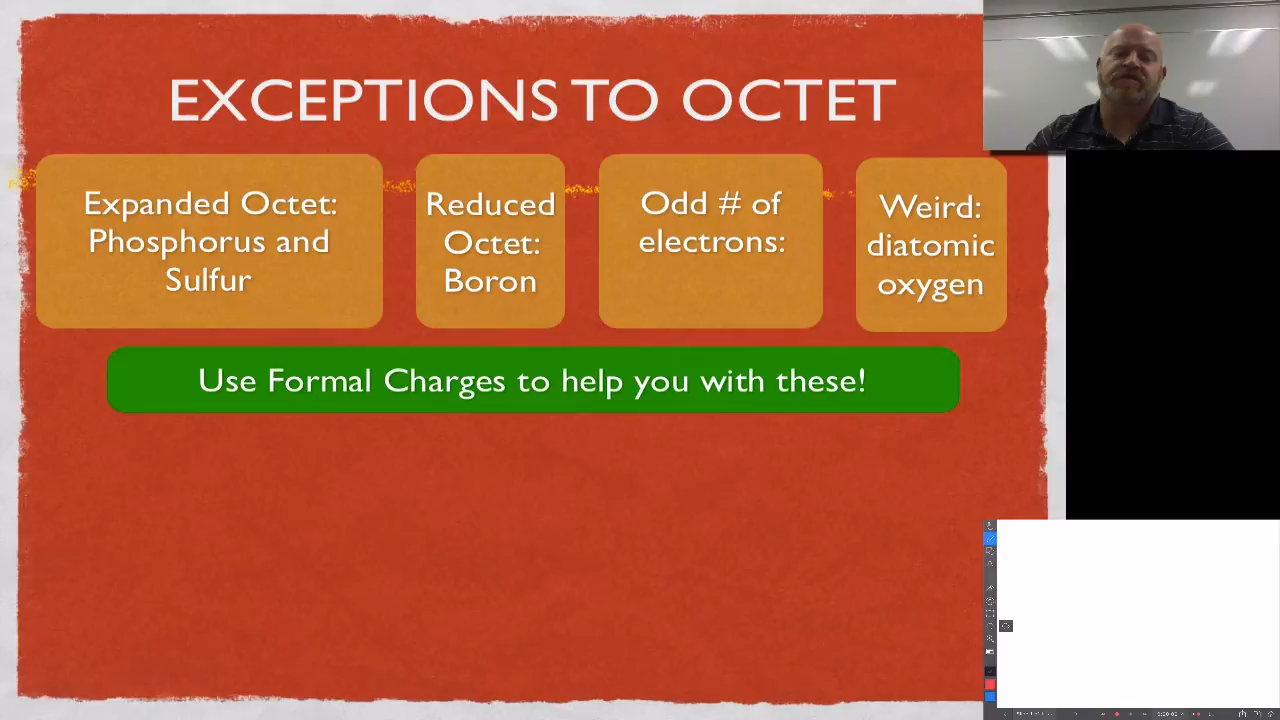 EXCEPTIONS TO OCTET
Expanded Octet:
Phosphorus and
Sulfur
Reduced
Octet:
Boron
Odd # of
electrons:
Weird:
diatomic
oxygen
Use Formal Charges to help you with these!